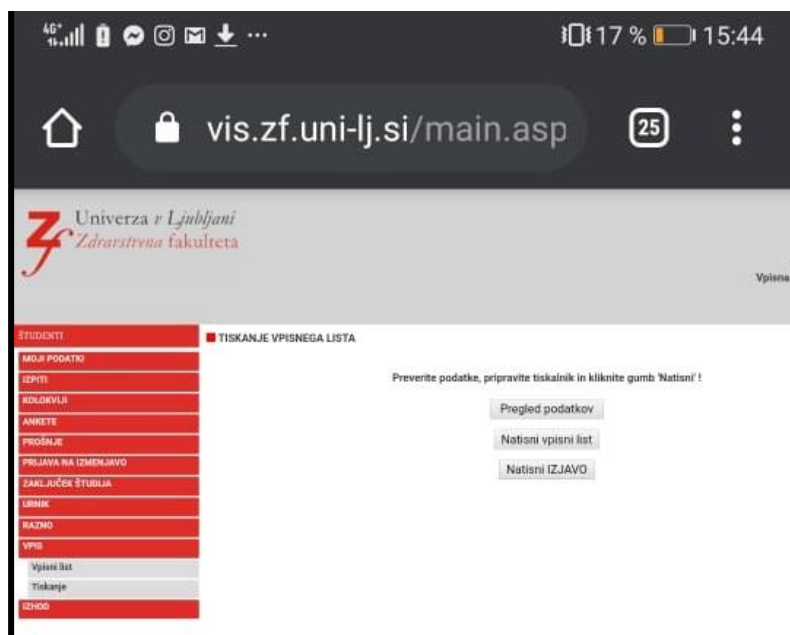 4G+ 17 % 15:44
vis.zf.uni-lj.si/main.asp 25
Univerza v Ljubljani
Zf Zdravstvena fakulteta
Vpisna
ŠTUDENTI
TISKANJE VPISNEGA LISTA
MOJI PODATKI
IZPITI
KOLOKVIJI
ANKETE
PROŠNJE
PRIJAVA NA IZMENJAVO
ZAKLJUČEK ŠTUDIJA
URNIK
RAZNO
VPIS
Vpisni list
Tiskanje
IZHOD
Preverite podatke, pripravite tiskalnik in kliknite gumb 'Natisni' !
Pregled podatkov
Natisni vpisni list
Natisni IZJAVO